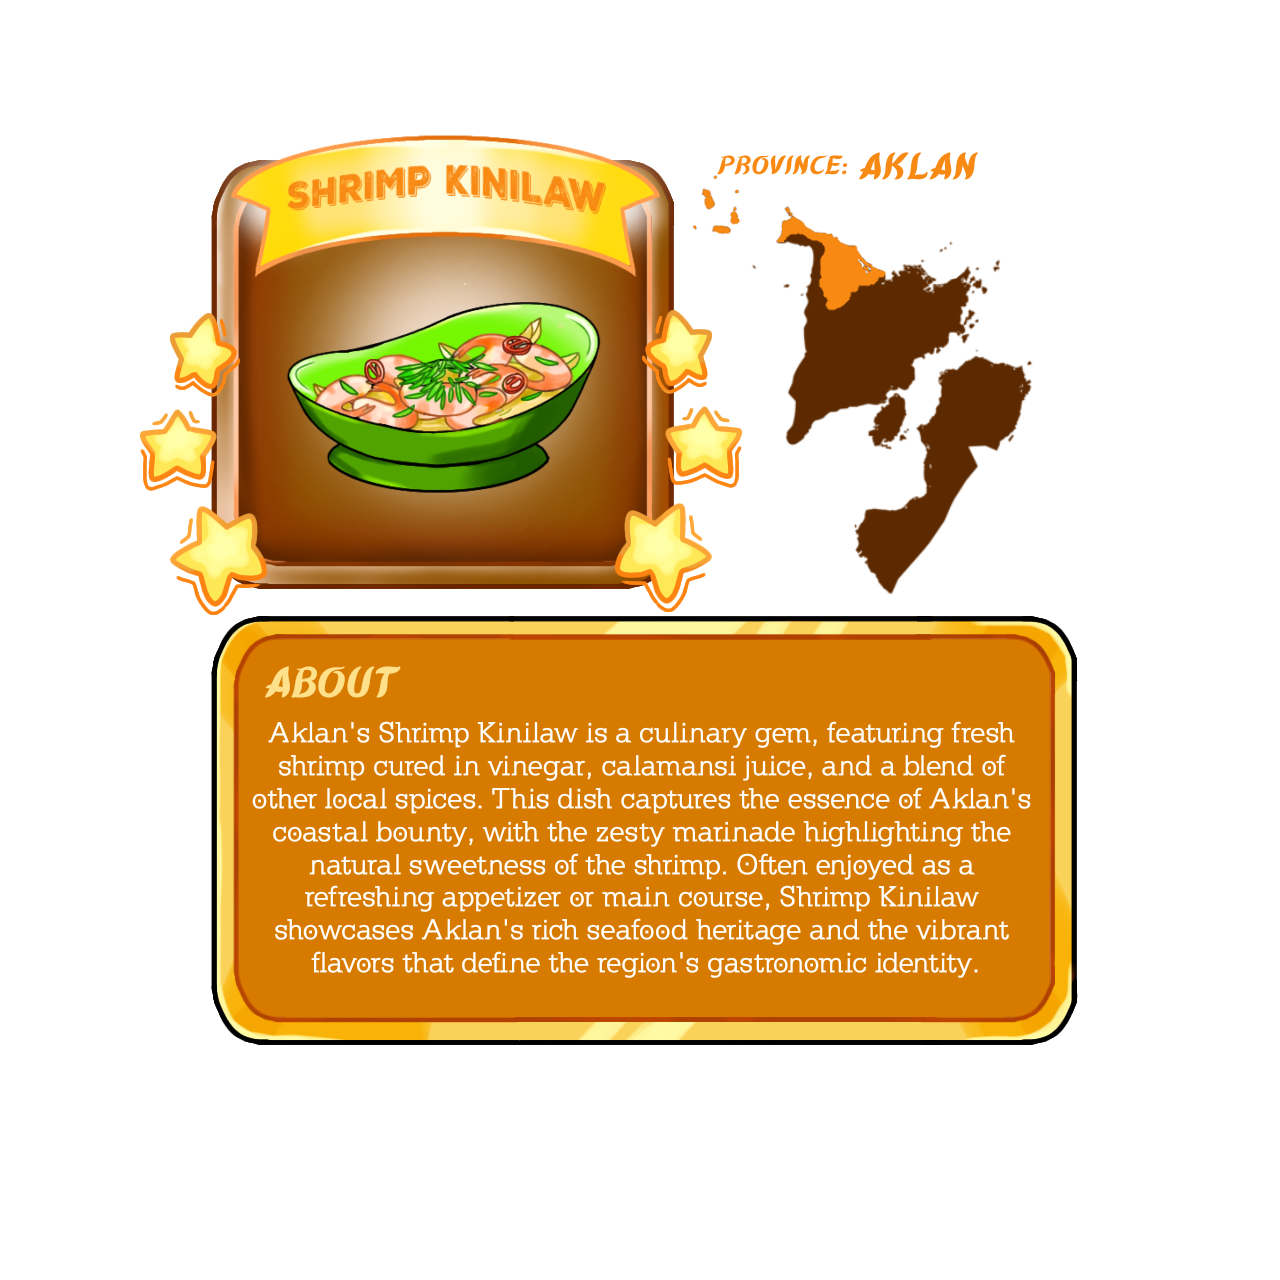 SHRIMP KINILAW
PROVINCE: AKLAN
ABOUT
Aklan's Shrimp Kinilaw is a culinary gem, featuring fresh
shrimp cured in vinegar, calamansi juice, and a blend of
other local spices. This dish captures the essence of Aklan's
coastal bounty, with the zesty marinade highlighting the
natural sweetness of the shrimp. Often enjoyed as a
refreshing appetizer or main course, Shrimp Kinilaw
showcases Aklan's rich seafood heritage and the vibrant
flavors that define the region's gastronomic identity.